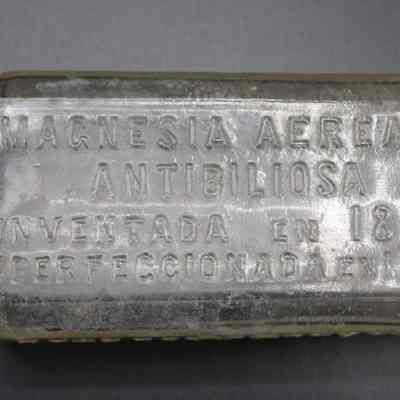 MAGNESIA AEREA
ANTIBILIOSA
INVENTADA EN 18
PERFECCIONADA EN